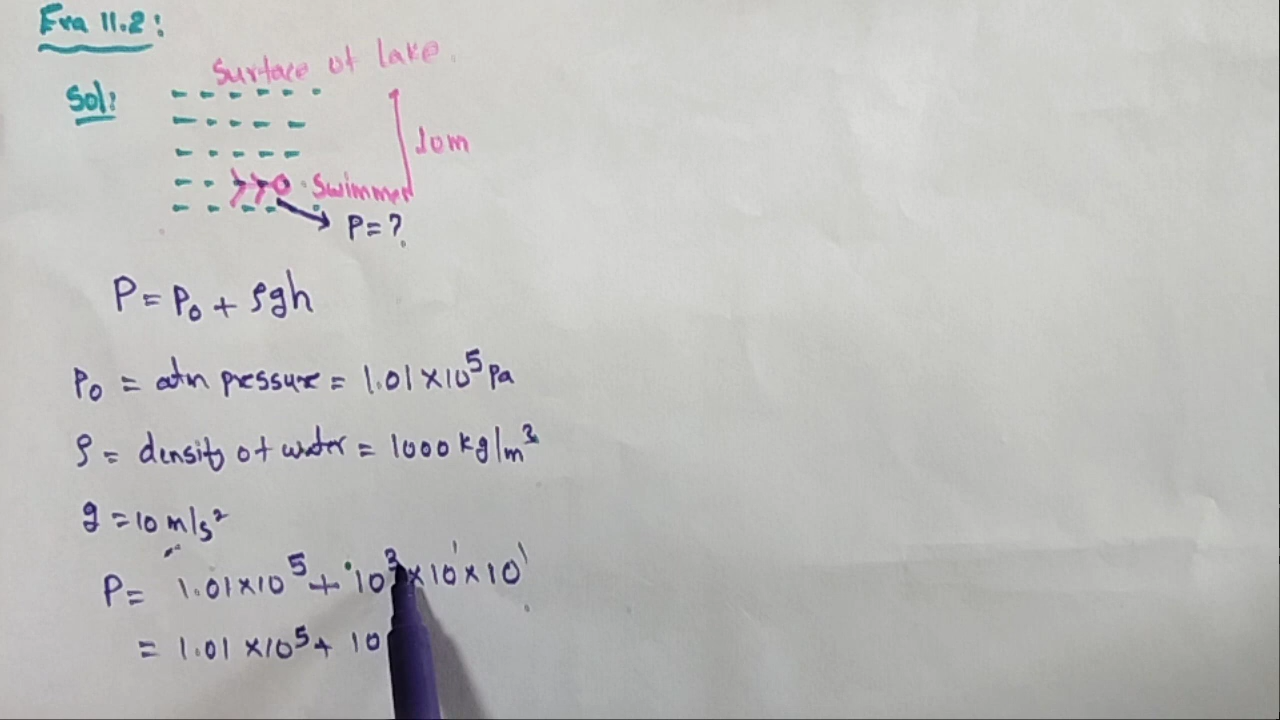 Exa 11.2:
Surface of lake.
Sol:
10m
Swimmer
P = ?
P = P₀ + ρgh
P₀ = atm pressure = 1.01 × 10⁵ Pa
ρ = density of water = 1000 kg/m³
g = 10 m/s²
P = 1.01 × 10⁵ + 10³ × 10¹ × 10¹
= 1.01 × 10⁵ + 10